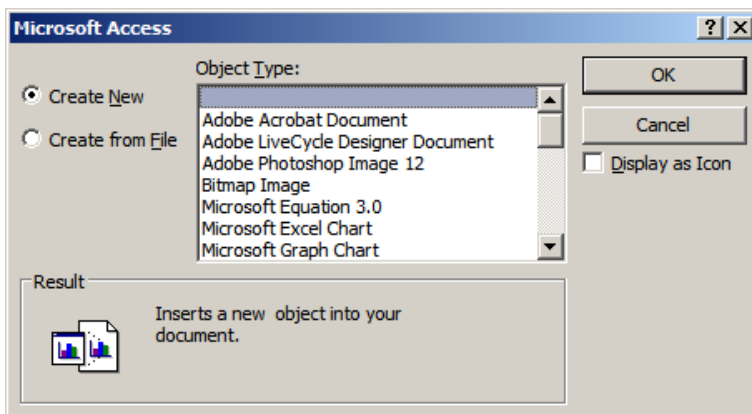 Microsoft Access
Object Type:
Create New
Create from File
Adobe Acrobat Document
Adobe LiveCycle Designer Document
Adobe Photoshop Image 12
Bitmap Image
Microsoft Equation 3.0
Microsoft Excel Chart
Microsoft Graph Chart
OK
Cancel
Display as Icon
Result
Inserts a new object into your
document.